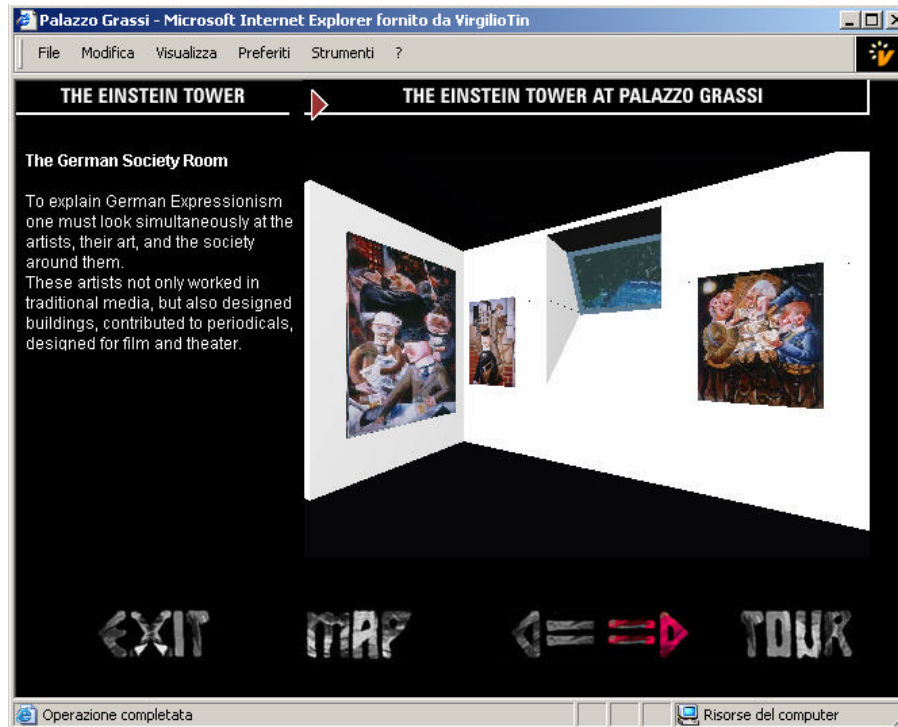 Palazzo Grassi - Microsoft Internet Explorer fornito da VirgilioTin
File Modifica Visualizza Preferiti Strumenti ?
THE EINSTEIN TOWER
THE EINSTEIN TOWER AT PALAZZO GRASSI
The German Society Room
To explain German Expressionism
one must look simultaneously at the
artists, their art, and the society
around them.
These artists not only worked in
traditional media, but also designed
buildings, contributed to periodicals,
designed for film and theater.
EXIT
MAP
TOUR
Operazione completata
Risorse del computer